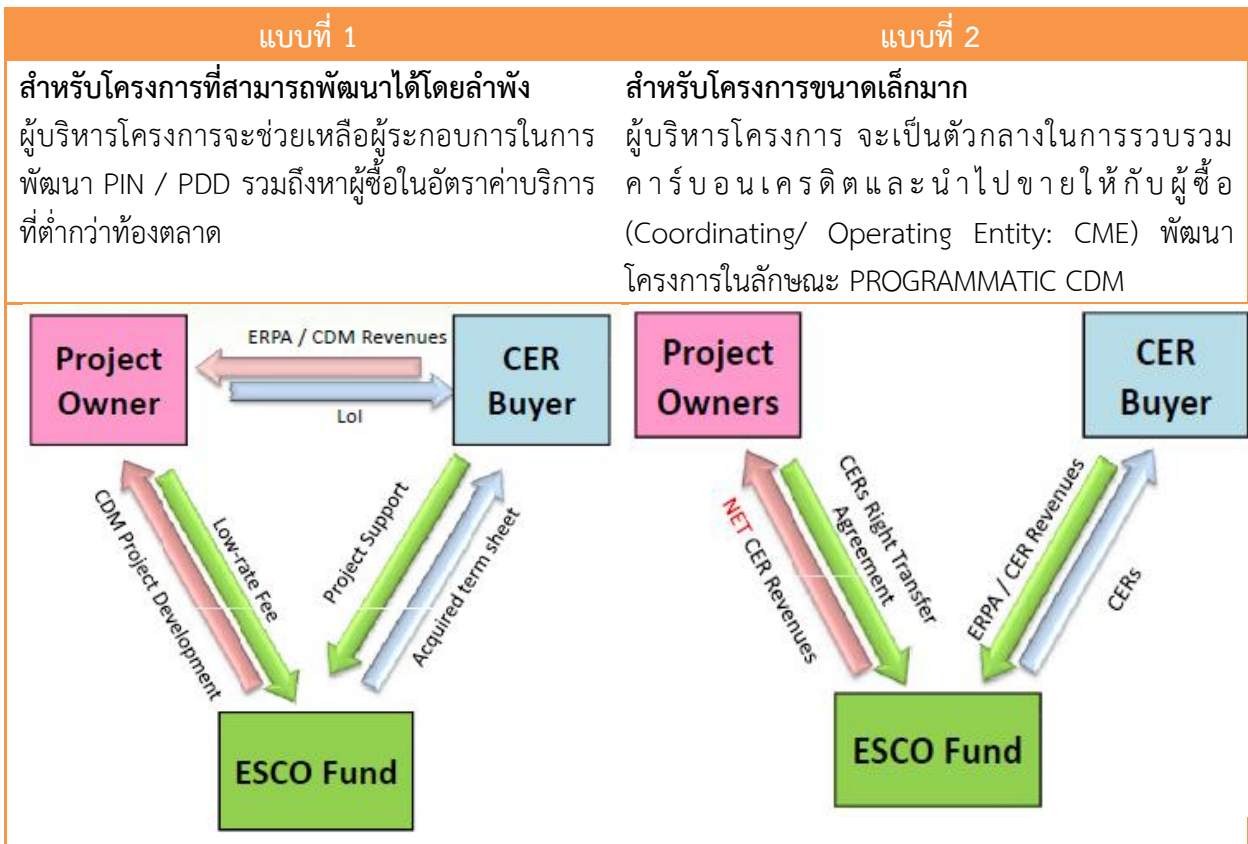 แบบที่ 1
สำหรับโครงการที่สามารถพัฒนาได้โดยลำพัง
ผู้บริหารโครงการจะช่วยเหลือผู้ระกอบการในการ
พัฒนา PIN / PDD รวมถึงหาผู้ซื้อในอัตราค่าบริการ
ที่ต่ำกว่าท้องตลาด
แบบที่ 2
สำหรับโครงการขนาดเล็กมาก
ผู้บริหารโครงการ จะเป็นตัวกลางในการรวบรวม
คาร์บอนเครดิตและนำไปขายให้กับผู้ซื้อ
(Coordinating/ Operating Entity: CME) พัฒนา
โครงการในลักษณะ PROGRAMMATIC CDM
Project
Owner
ERPA / CDM Revenues
LoI
CER
Buyer
CDM Project Development
Low-rate Fee
Project Support
Acquired term sheet
ESCO Fund
Project
Owners
CER
Buyer
NET CER Revenues
CERs Right Transfer
Agreement
ERPA / CER Revenues
CERs
ESCO Fund